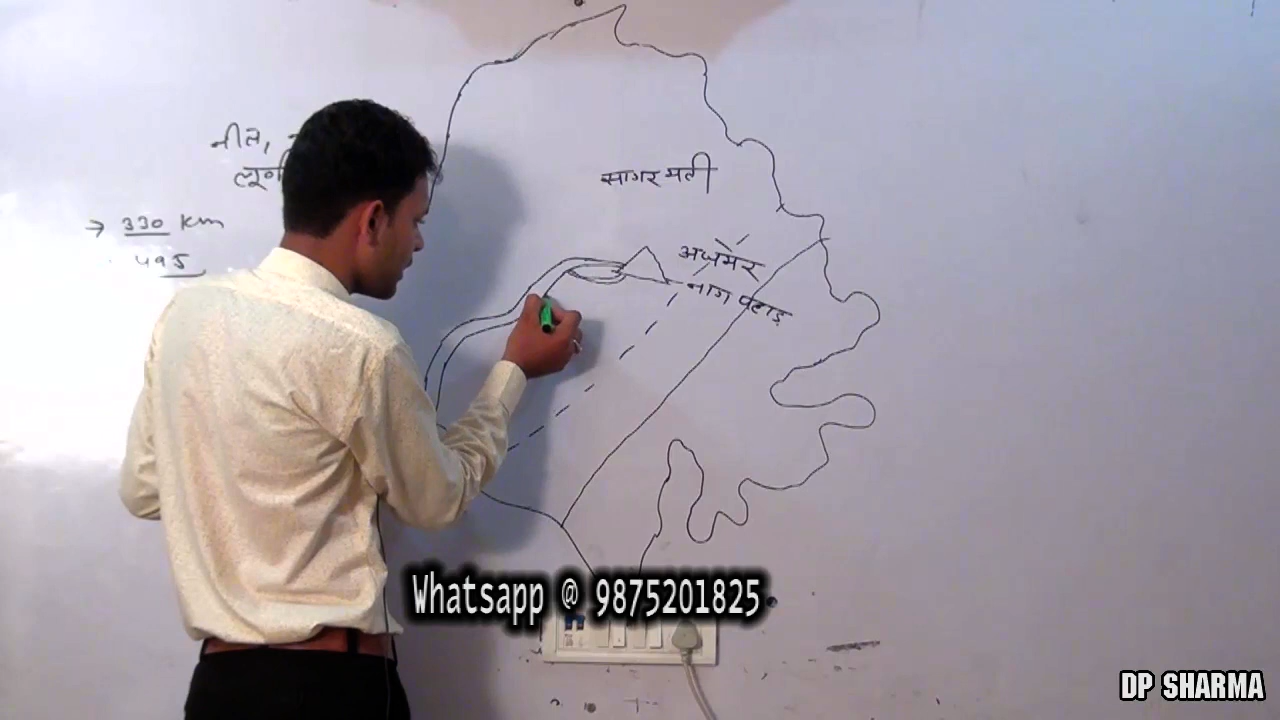 नील,
सागरमती
→ 330 km
495
अजमेर
नाग पहाड़
Whatsapp @ 9875201825
DP SHARMA